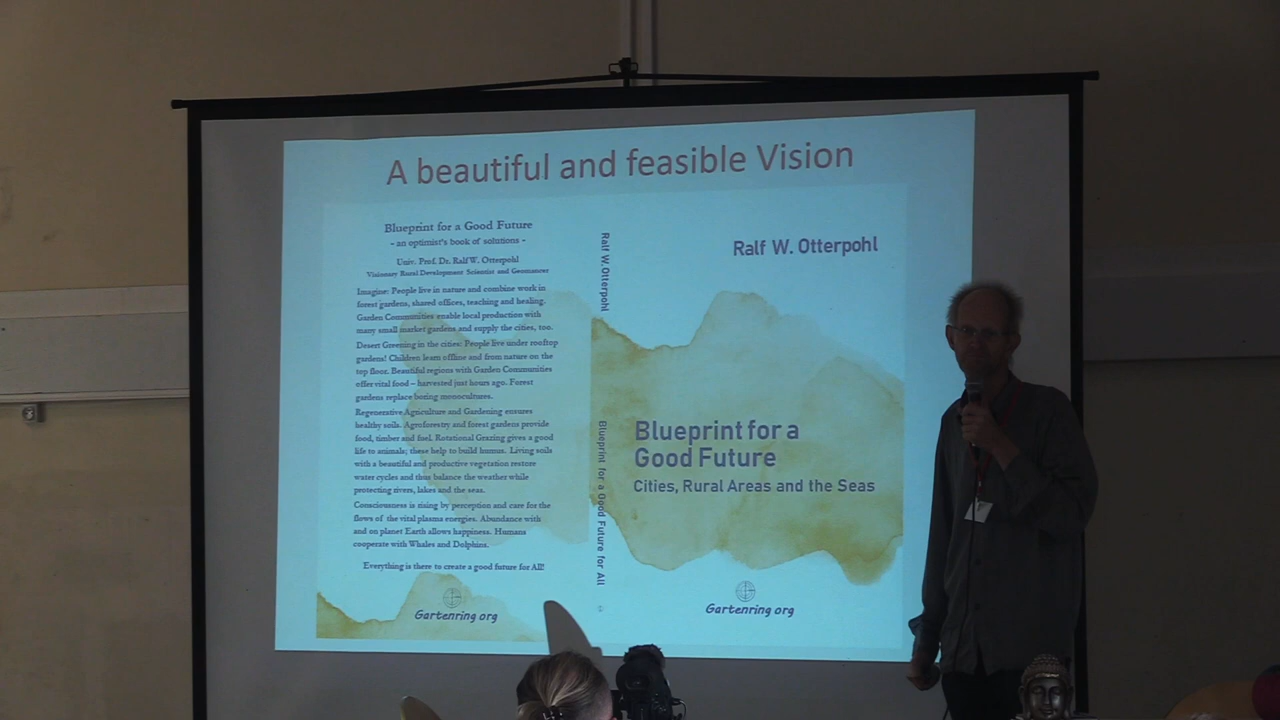 A beautiful and feasible Vision
Blueprint for a Good Future
- an optimist's book of solutions -
Univ. Prof. Dr. Ralf W. Otterpohl
Visionary Rural Development Scientist and Geomancer
Imagine: People live in nature and combine work in
forest gardens, shared offices, teaching and healing.
Garden Communities enable local production with
many small market gardens and supply the cities, too.
Desert Greening in the cities: People live under rooftop
gardens! Children learn offline and from nature on the
top floor. Beautiful regions with Garden Communities
offer vital food – harvested just hours ago. Forest
gardens replace boring monocultures.
Regenerative Agriculture and Gardening ensures
healthy soils. Agroforestry and forest gardens provide
food, timber and fuel. Rotational Grazing gives a good
life to animals; these help to build humus. Living soils
with a beautiful and productive vegetation restore
water cycles and thus balance the weather while
protecting rivers, lakes and the seas.
Consciousness is rising by perception and care for the
flows of the vital plasma energies. Abundance with
and on planet Earth allows happiness. Humans
cooperate with Whales and Dolphins.
Everything is there to create a good future for All!
Gartenring org
Ralf W. Otterpohl
Blueprint for a Good Future for All
Ralf W. Otterpohl
Blueprint for a
Good Future
Cities, Rural Areas and the Seas
Gartenring org